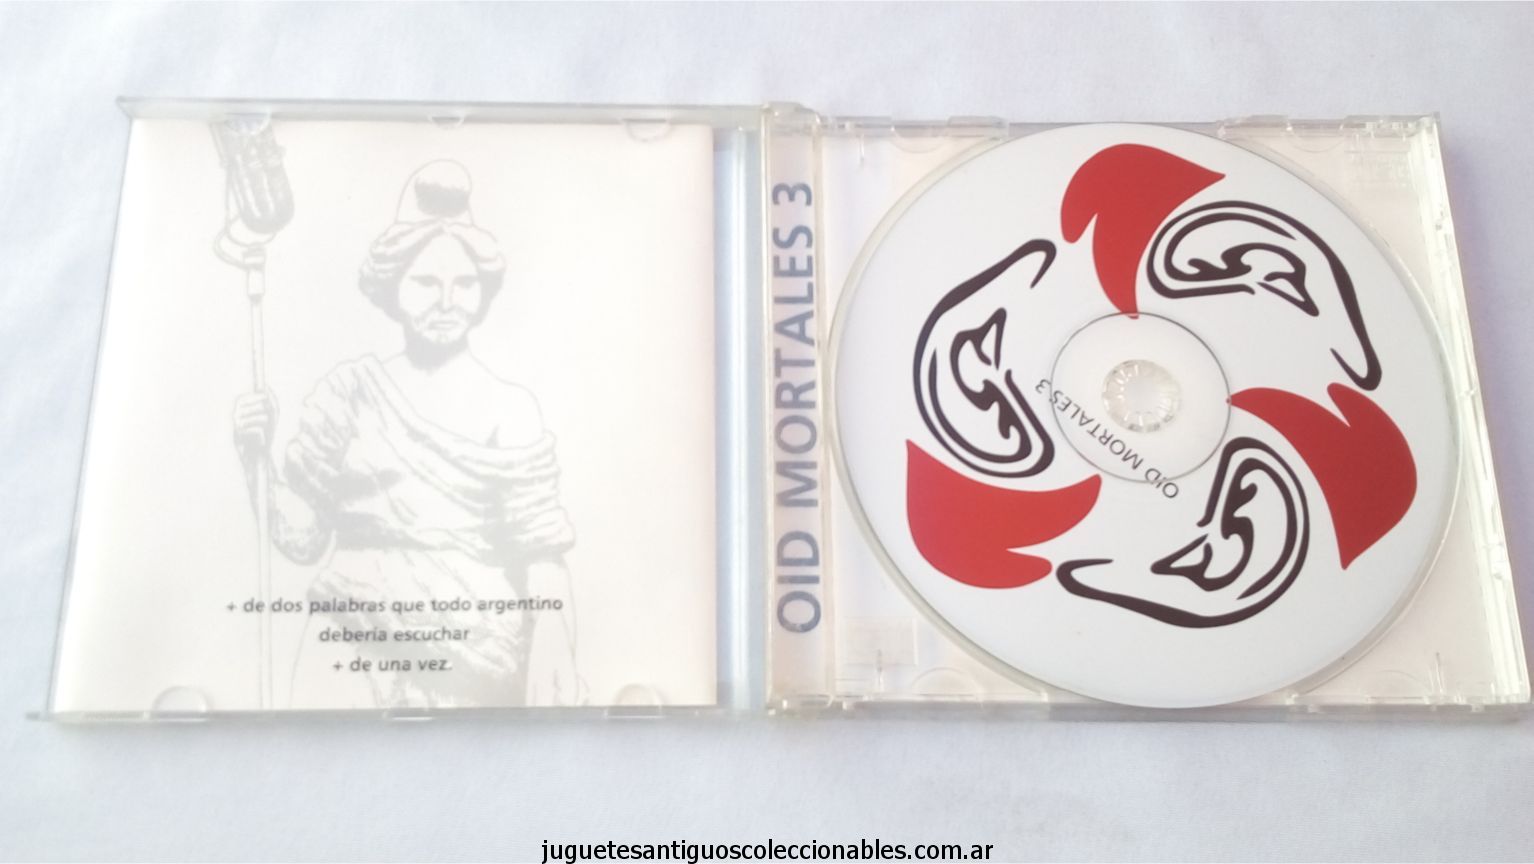 + de dos palabras que todo argentino
debería escuchar
+ de una vez.
OID MORTALES 3
OID MORTALES 3
juguetesantiguoscoleccionables.com.ar